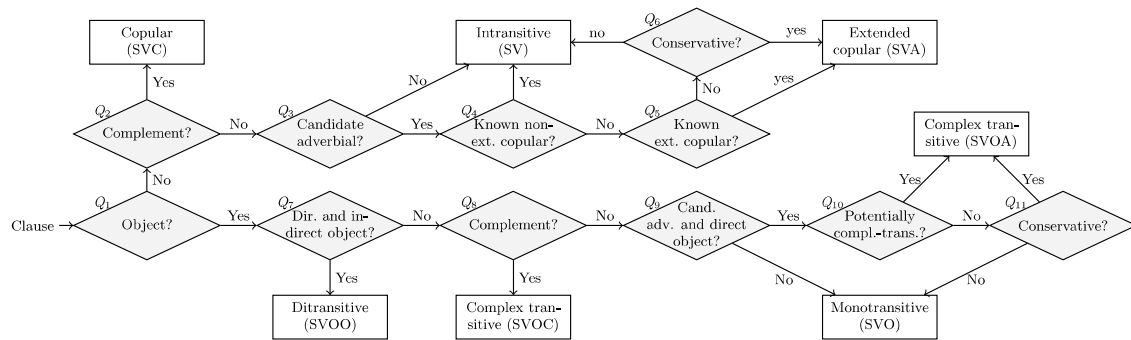 Copular
(SVC)
Intransitive
(SV)
Q6
Conservative?
no
yes
Extended
copular (SVA)
Yes
No
Yes
No
yes
Q2
Complement?
No
Q3
Candidate
adverbial?
Yes
Q4
Known non-
ext. copular?
No
Q5
Known
ext. copular?
Complex tran-
sitive (SVOA)
No
Yes
Yes
Clause
Q1
Object?
Yes
Q7
Dir. and in-
direct object?
No
Q8
Complement?
No
Q9
Cand.
adv. and direct
object?
Yes
Q10
Potentially
compl.-trans.?
No
Q11
Conservative?
Yes
Yes
No
No
Ditransitive
(SVOO)
Complex tran-
sitive (SVOC)
Monotransitive
(SVO)